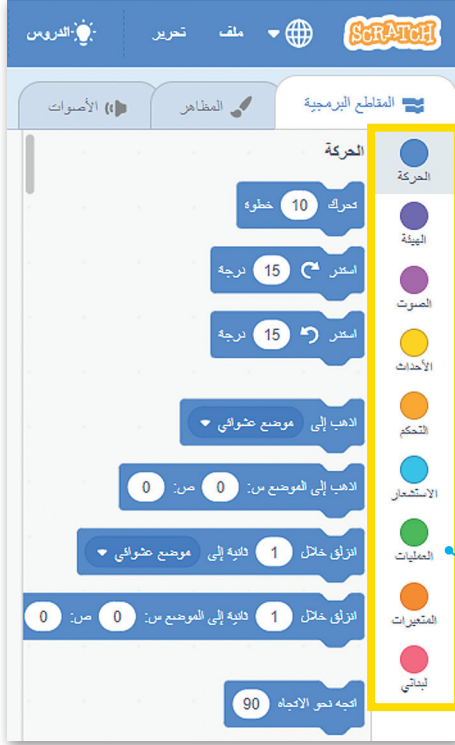 SCRATCH ملف تحرير الدروس
المقاطع البرمجية المظاهر الأصوات
الحركة
الهيئة
الصوت
الأحداث
التحكم
الاستشعار
العمليات
المتغيرات
لبناتي
الحركة
تحرك 10 خطوة
استدر 15 درجة
استدر 15 درجة
اذهب إلى موضع عشوائي
اذهب إلى الموضع س: 0 ص: 0
انزلق خلال 1 ثانية إلى موضع عشوائي
انزلق خلال 1 ثانية إلى الموضع س: 0 ص: 0
اتجه نحو الاتجاه 90